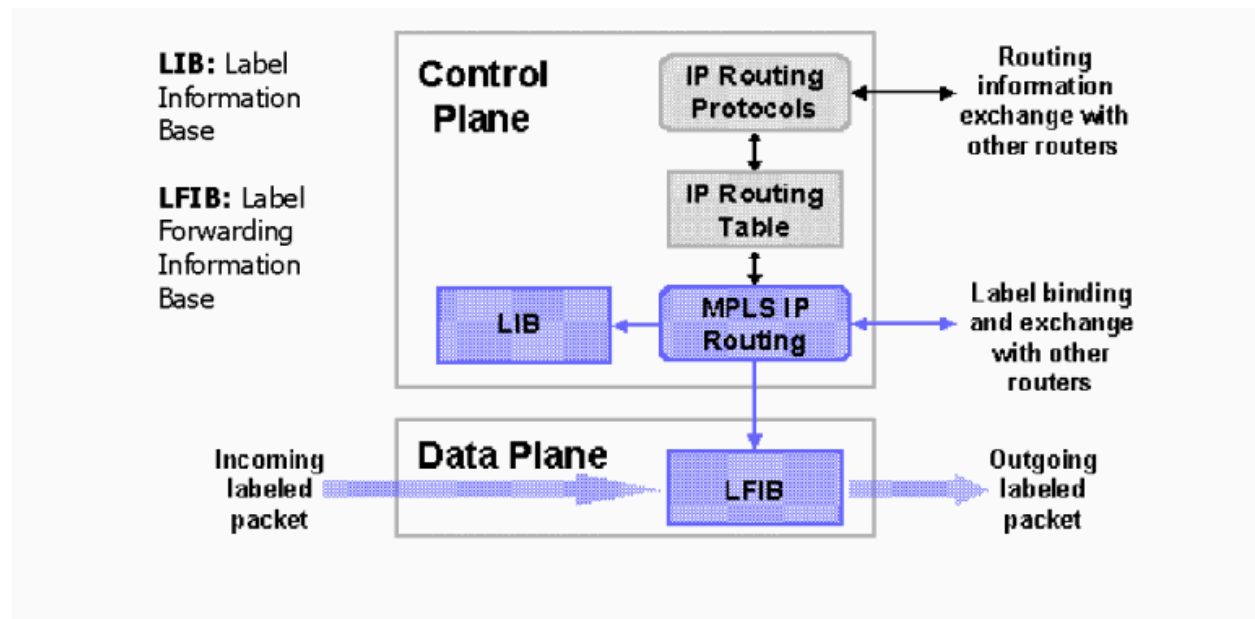 LIB: Label
Information
Base
LFIB: Label
Forwarding
Information
Base
Control
Plane
IP Routing
Protocols
Routing
information
exchange with
other routers
IP Routing
Table
LIB
MPLS IP
Routing
Label binding
and exchange
with other
routers
Data Plane
Incoming
labeled
packet
LFIB
Outgoing
labeled
packet